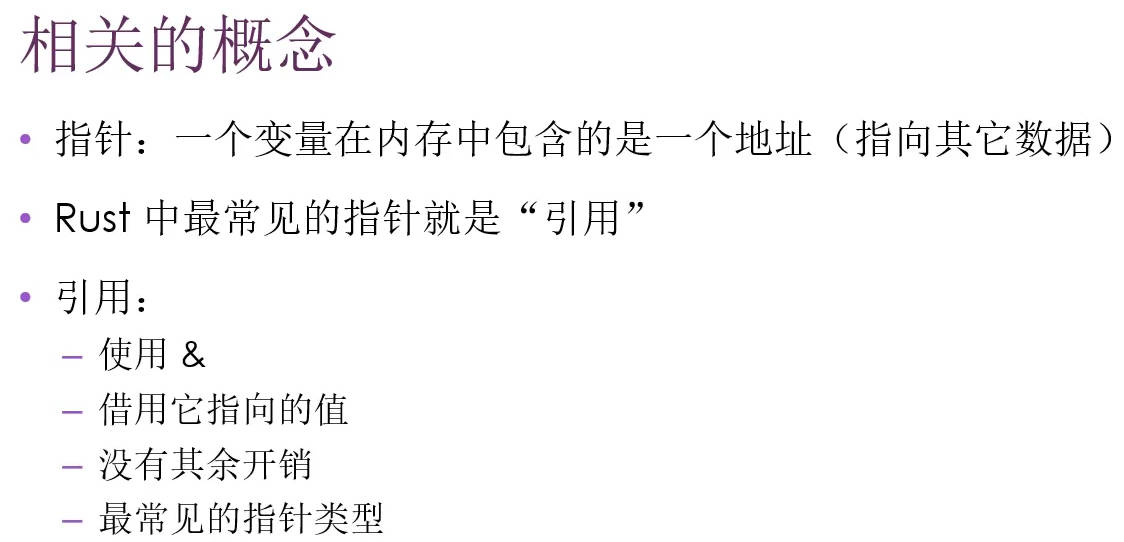 相关的概念
• 指针：一个变量在内存中包含的是一个地址（指向其它数据）
• Rust 中最常见的指针就是“引用”
• 引用：
– 使用 &
– 借用它指向的值
– 没有其余开销
– 最常见的指针类型